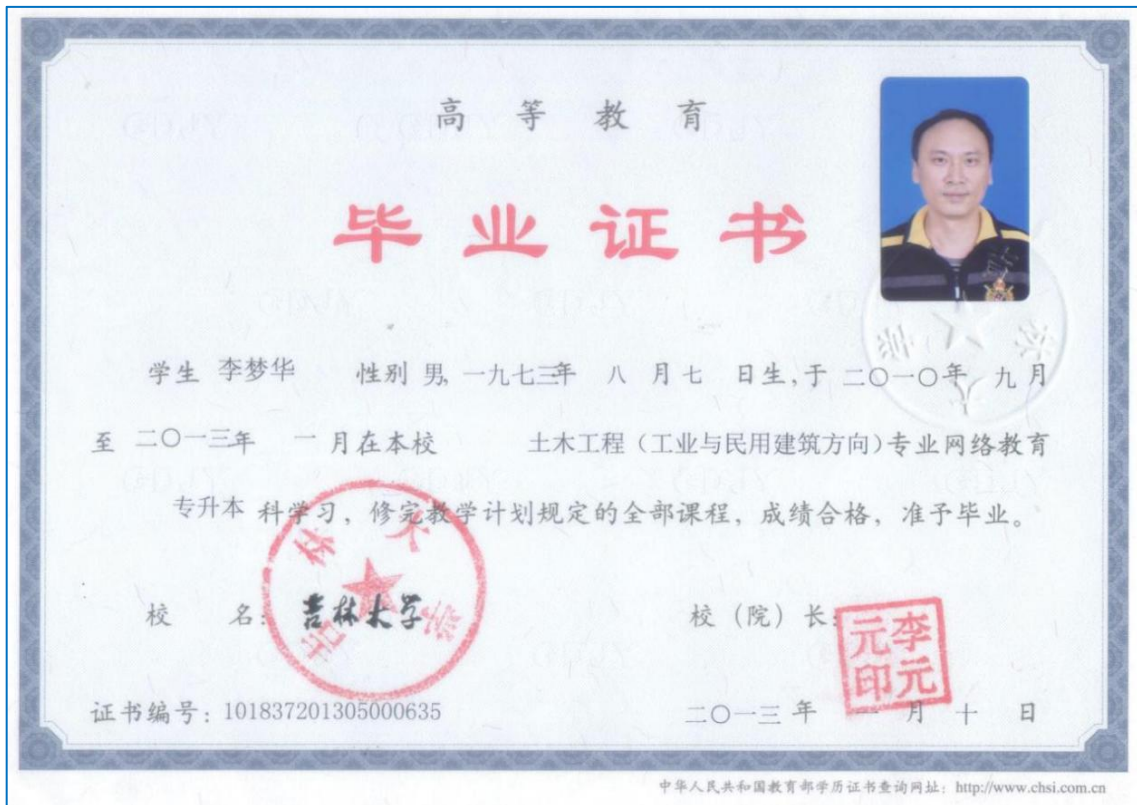 高等教育
毕业证书
学生 李梦华 性别 男, 一九七三年 八 月 七 日生,于 二〇一〇年 九 月
至 二〇一三年 一 月在本校 土木工程（工业与民用建筑方向）专业网络教育
专升本 科学习，修完教学计划规定的全部课程，成绩合格，准予毕业。
校 名：吉林大学
吉林大学
校（院）长：
李元元印
证书编号：101837201305000635
二〇一三 年 一 月 十 日
中华人民共和国教育部学历证书查询网址：http://www.chsi.com.cn